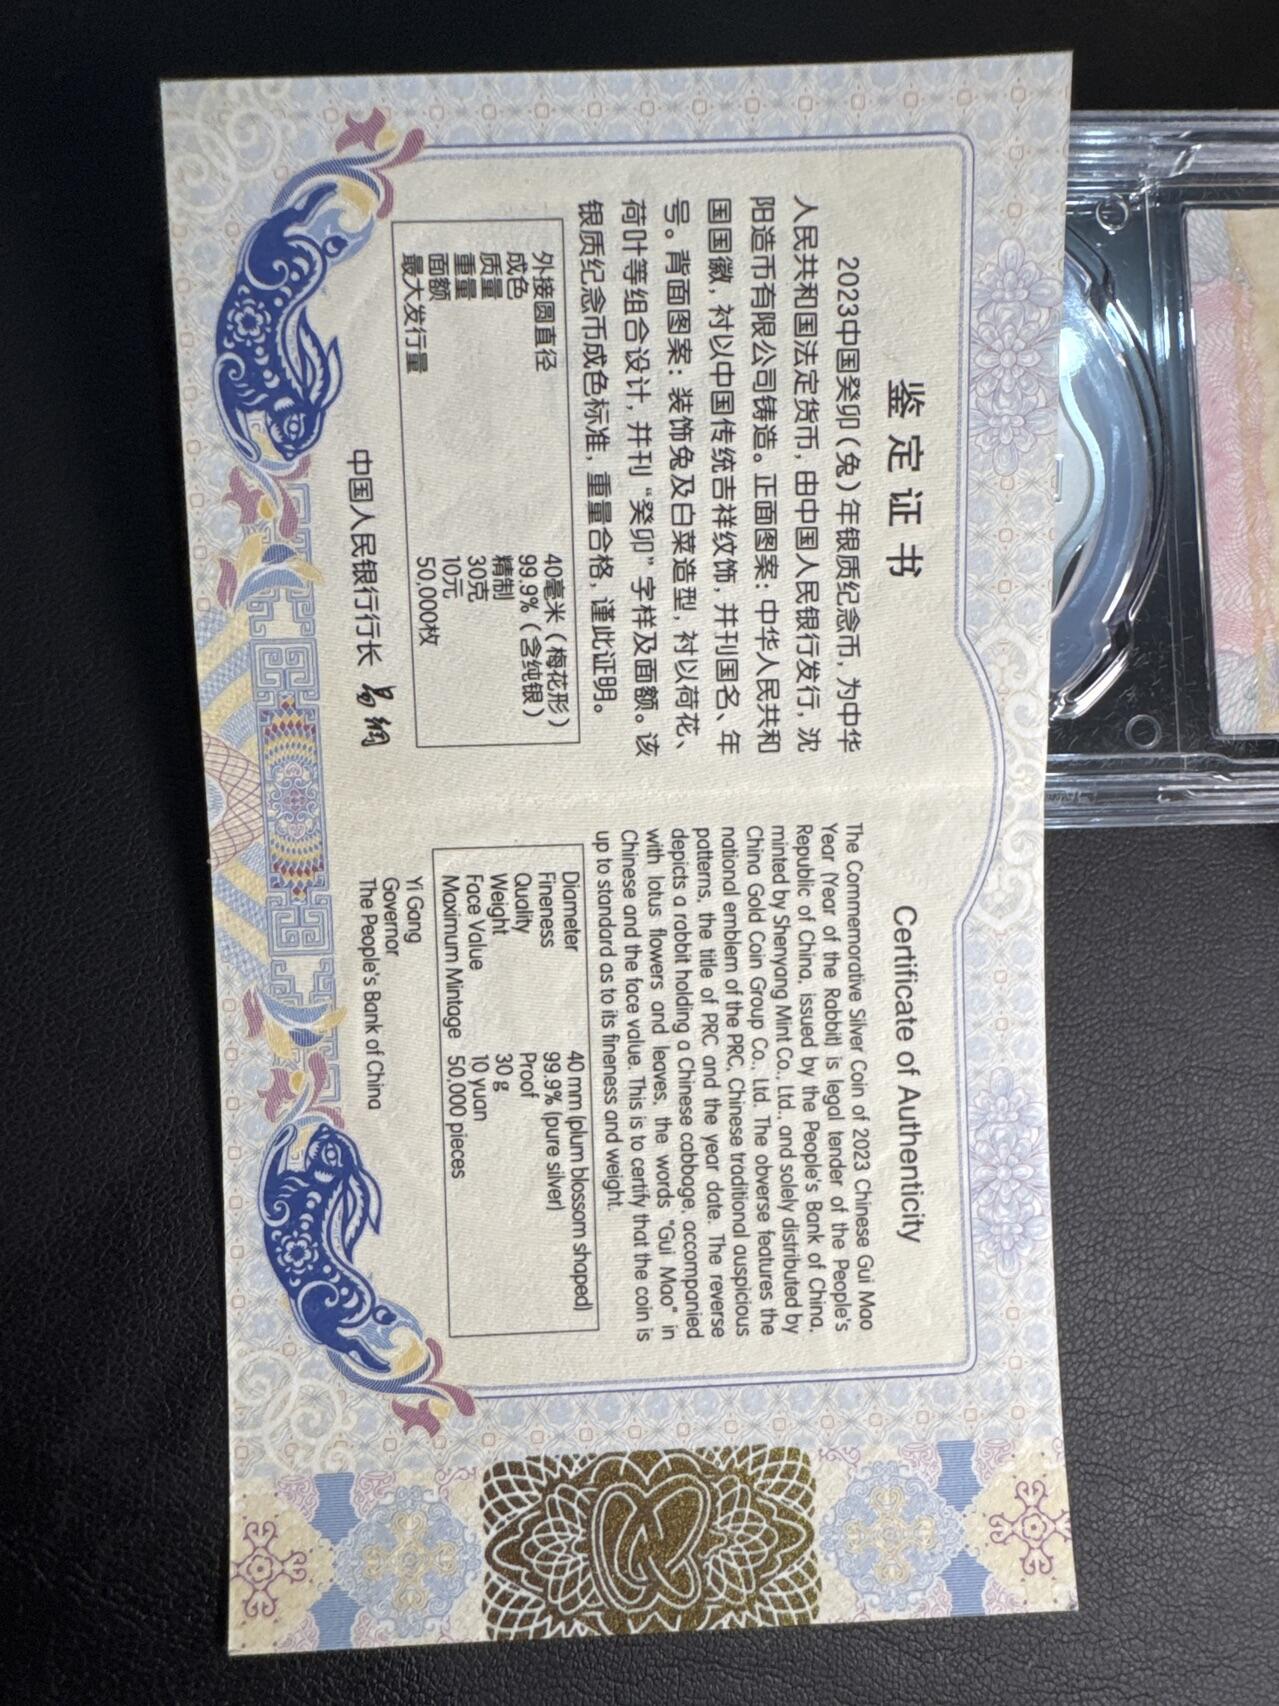 鉴定证书
2023中国癸卯（兔）年银质纪念币，为中华
人民共和国法定货币，由中国人民银行发行，沈
阳造币有限公司铸造。正面图案：中华人民共和
国国徽，衬以中国传统吉祥纹饰，并刊国名、年
号。背面图案：装饰兔及白菜造型，衬以荷花、
荷叶等组合设计，并刊“癸卯”字样及面额。该
银质纪念币成色标准，重量合格，谨此证明。
外接圆直径 40毫米（梅花形）
成色 99.9%（含纯银）
质量 精制
重量 30克
面额 10元
最大发行量 50,000枚
中国人民银行行长 易纲
Certificate of Authenticity
The Commemorative Silver Coin of 2023 Chinese Gui Mao
Year (Year of the Rabbit) is legal tender of the People's
Republic of China, issued by the People's Bank of China,
minted by Shenyang Mint Co., Ltd., and solely distributed by
China Gold Coin Group Co., Ltd. The obverse features the
national emblem of the PRC, Chinese traditional auspicious
patterns, the title of PRC and the year date. The reverse
depicts a rabbit holding a Chinese cabbage, accompanied
with lotus flowers and leaves, the words "Gui Mao" in
Chinese and the face value. This is to certify that the coin is
up to standard as to its fineness and weight.
Diameter 40 mm (plum blossom shaped)
Fineness 99.9% (pure silver)
Quality Proof
Weight 30 g
Face Value 10 yuan
Maximum Mintage 50,000 pieces
Yi Gang
Governor
The People's Bank of China